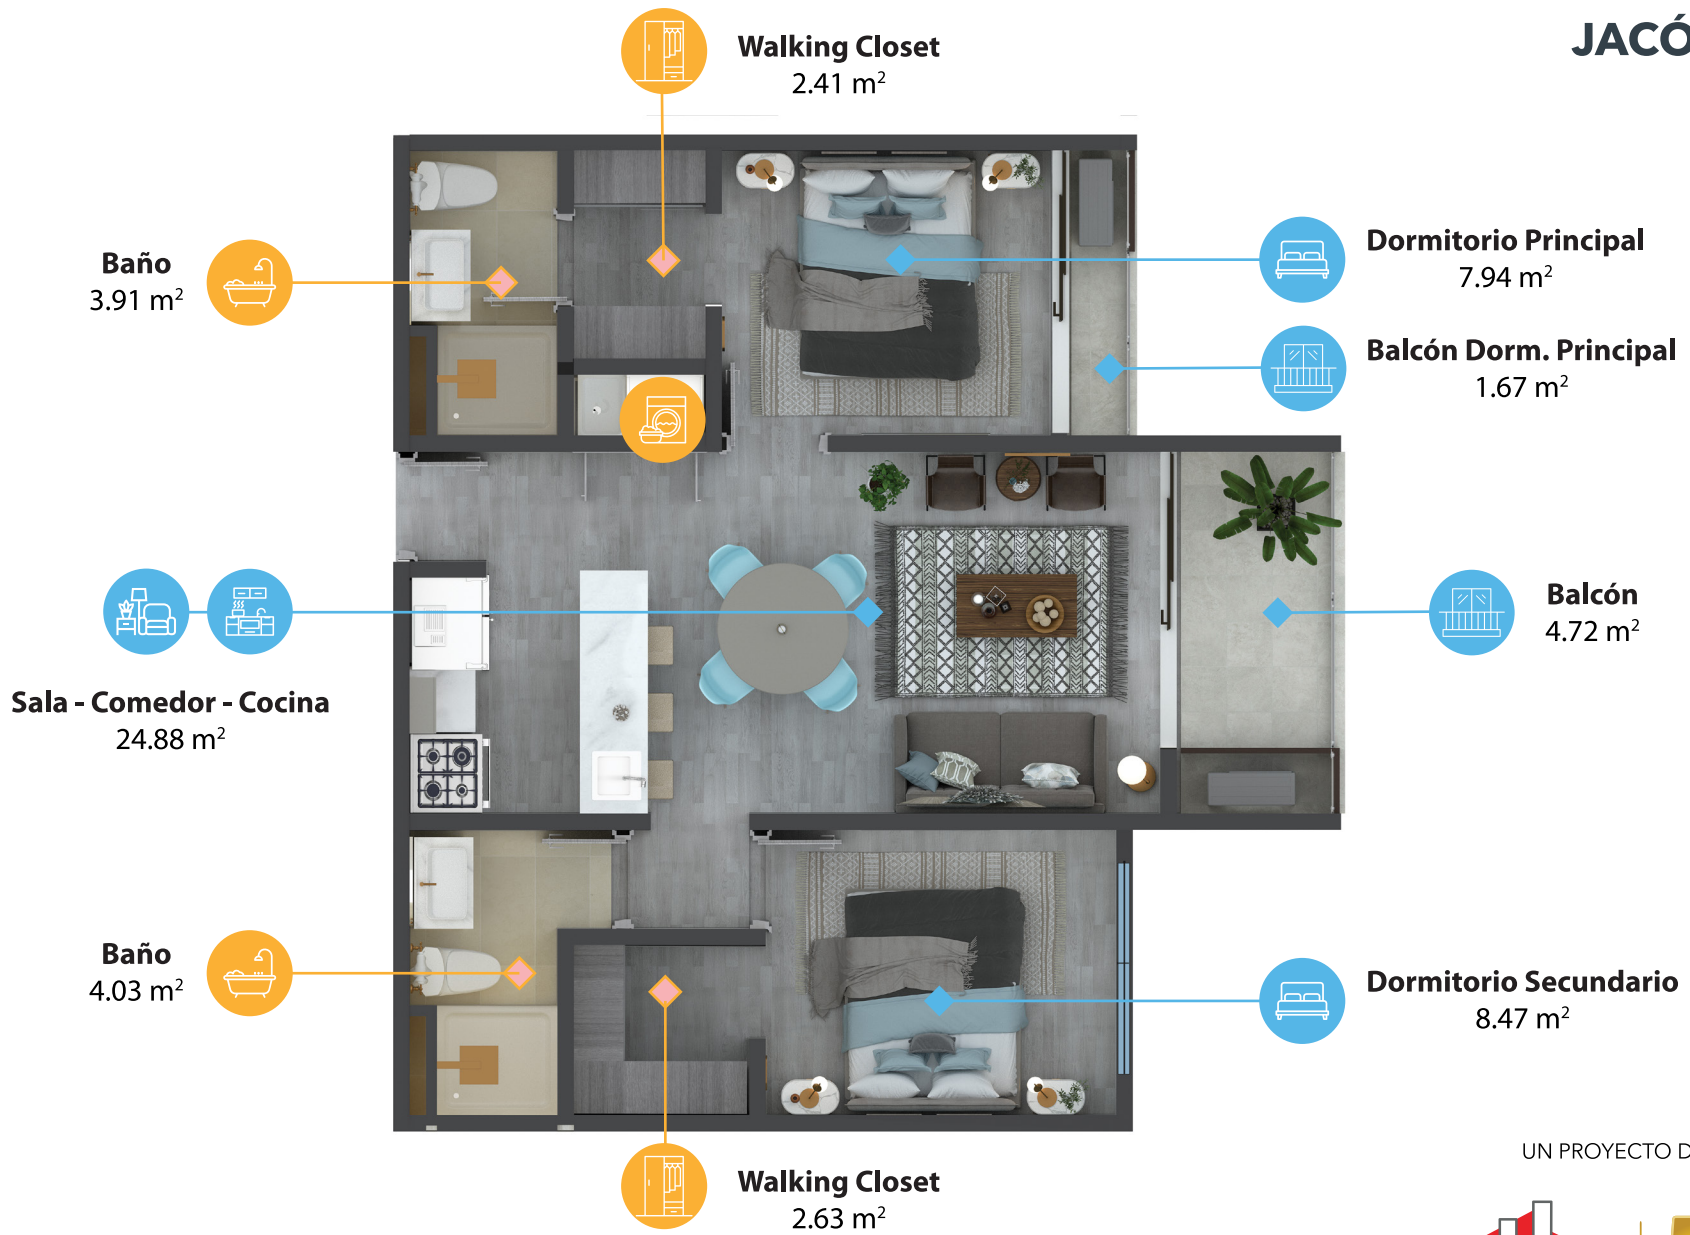 JACÓ
Walking Closet
2.41 m²
Baño
3.91 m²
Dormitorio Principal
7.94 m²
Balcón Dorm. Principal
1.67 m²
Balcón
4.72 m²
Sala - Comedor - Cocina
24.88 m²
Baño
4.03 m²
Dormitorio Secundario
8.47 m²
Walking Closet
2.63 m²
UN PROYECTO D